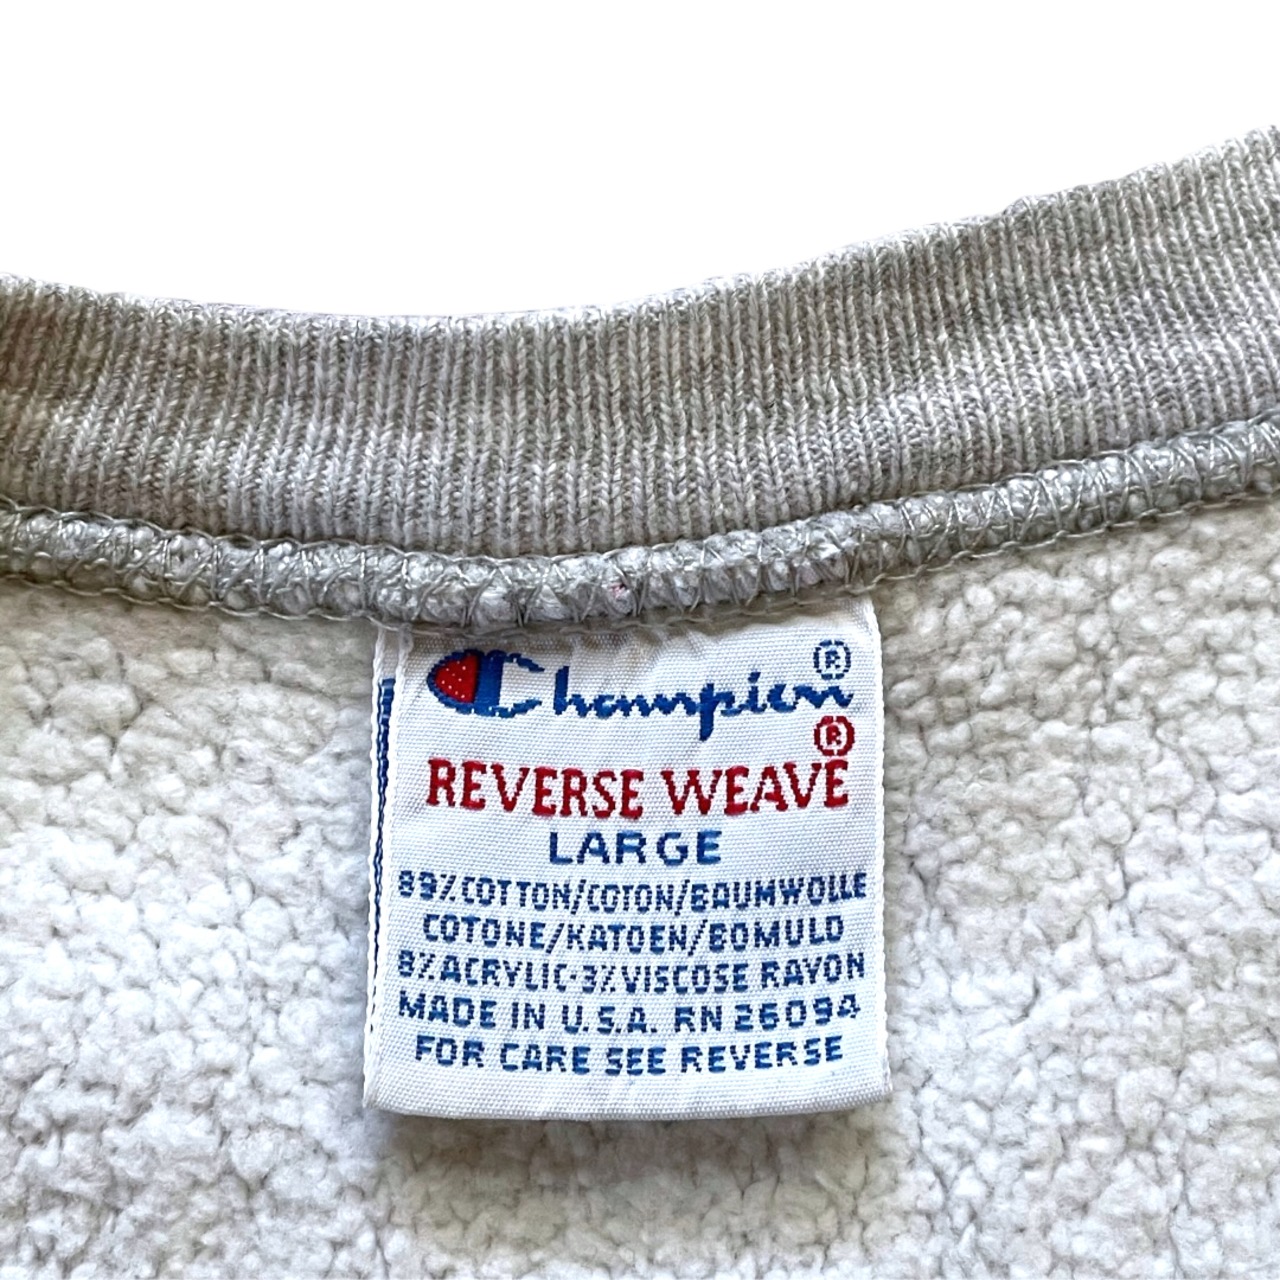 Champion®
®
REVERSE WEAVE
LARGE
89% COTTON/COTON/BAUMWOLLE
COTONE/KATOEN/BOMULD
8% ACRYLIC-3% VISCOSE RAYON
MADE IN U.S.A. RN 26094
FOR CARE SEE REVERSE